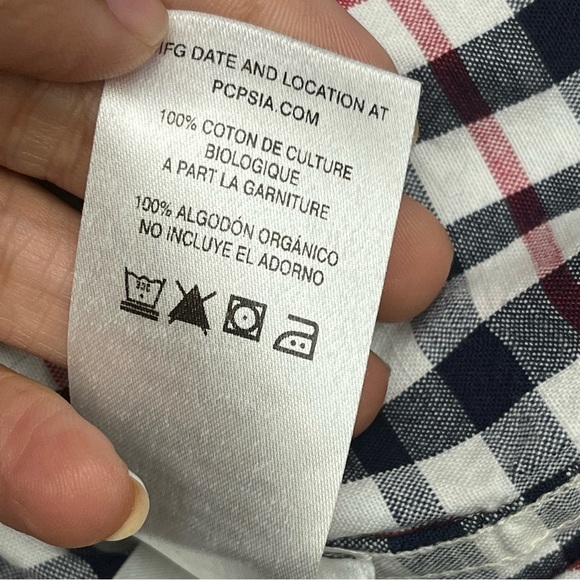 MFG DATE AND LOCATION AT
PCPSIA.COM
100% COTON DE CULTURE
BIOLOGIQUE
A PART LA GARNITURE
100% ALGODÓN ORGÁNICO
NO INCLUYE EL ADORNO